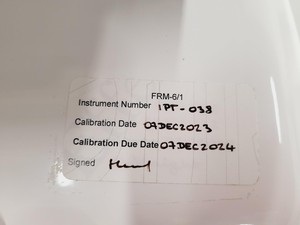 FRM-6/1
Instrument Number IPT-038
Calibration Date 07DEC2023
Calibration Due Date 07DEC2024
Signed